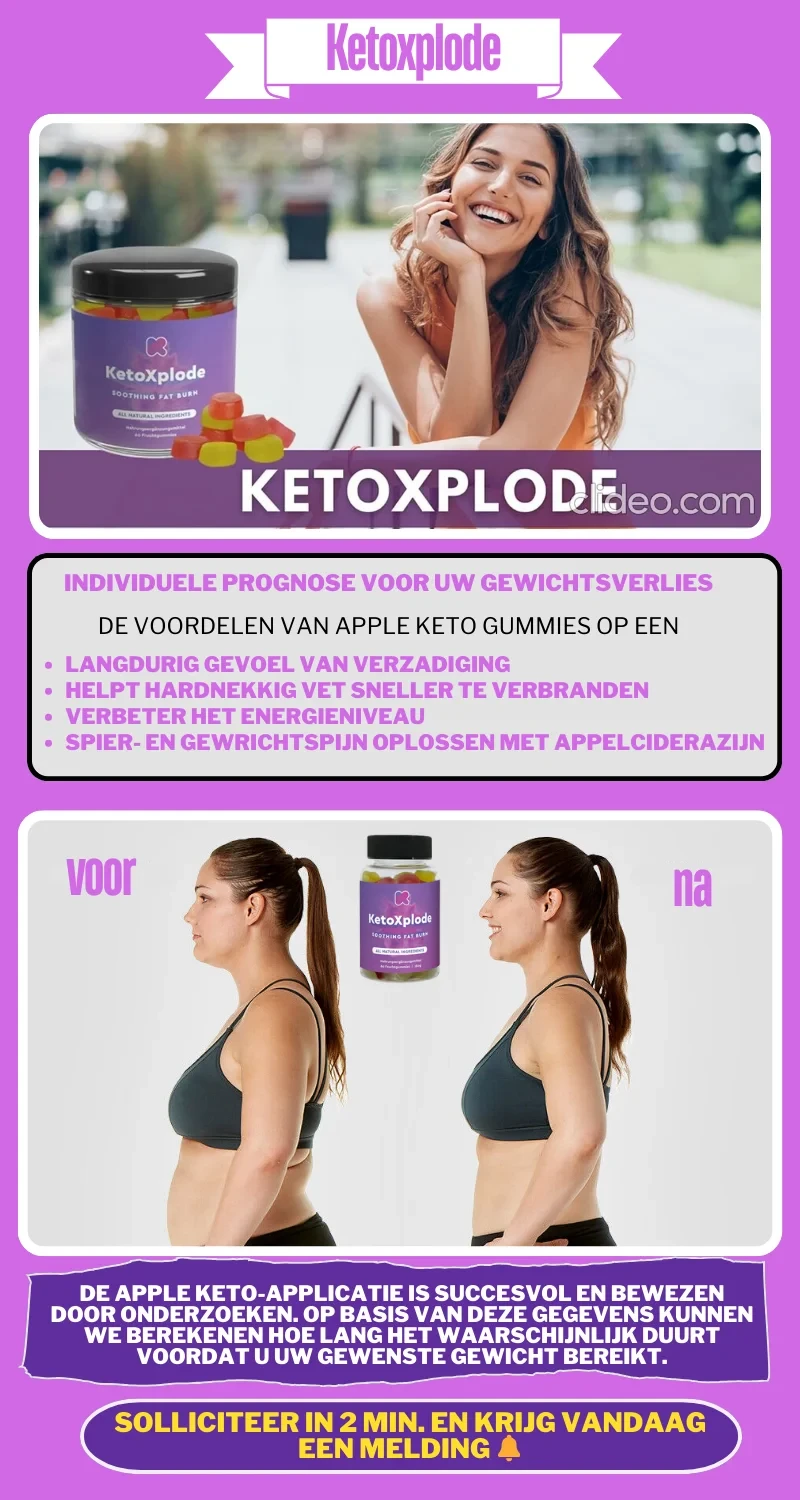 Ketoxplode
KetoXplode
SOOTHING FAT BURN
ALL NATURAL INGREDIENTS
KETOXPLODE
clideo.com
INDIVIDUELE PROGNOSE VOOR UW GEWICHTSVERLIES
DE VOORDELEN VAN APPLE KETO GUMMIES OP EEN
• LANGDURIG GEVOEL VAN VERZADIGING
• HELPT HARDNEKKIG VET SNELLER TE VERBRANDEN
• VERBETER HET ENERGIENIVEAU
• SPIER- EN GEWRICHTSPIJN OPLOSSEN MET APPELCIDERAZIJN
voor
na
KetoXplode
SOOTHING FAT BURN
ALL NATURAL INGREDIENTS
DE APPLE KETO-APPLICATIE IS SUCCESVOL EN BEWEZEN
DOOR ONDERZOEKEN. OP BASIS VAN DEZE GEGEVENS KUNNEN
WE BEREKENEN HOE LANG HET WAARSCHIJNLIJK DUURT
VOORDAT U UW GEWENSTE GEWICHT BEREIKT.
SOLLICITEER IN 2 MIN. EN KRIJG VANDAAG
EEN MELDING 🔔